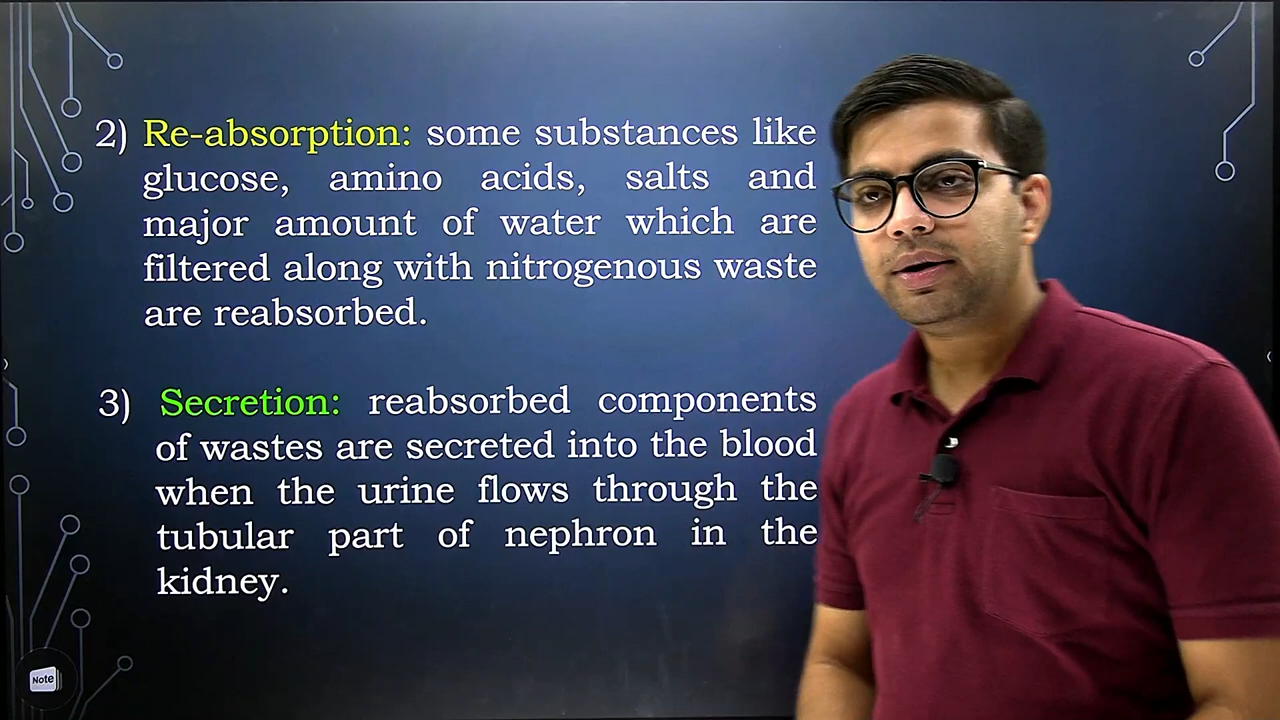 2) Re-absorption: some substances like
glucose, amino acids, salts and
major amount of water which are
filtered along with nitrogenous waste
are reabsorbed.
3) Secretion: reabsorbed components
of wastes are secreted into the blood
when the urine flows through the
tubular part of nephron in the
kidney.
Note